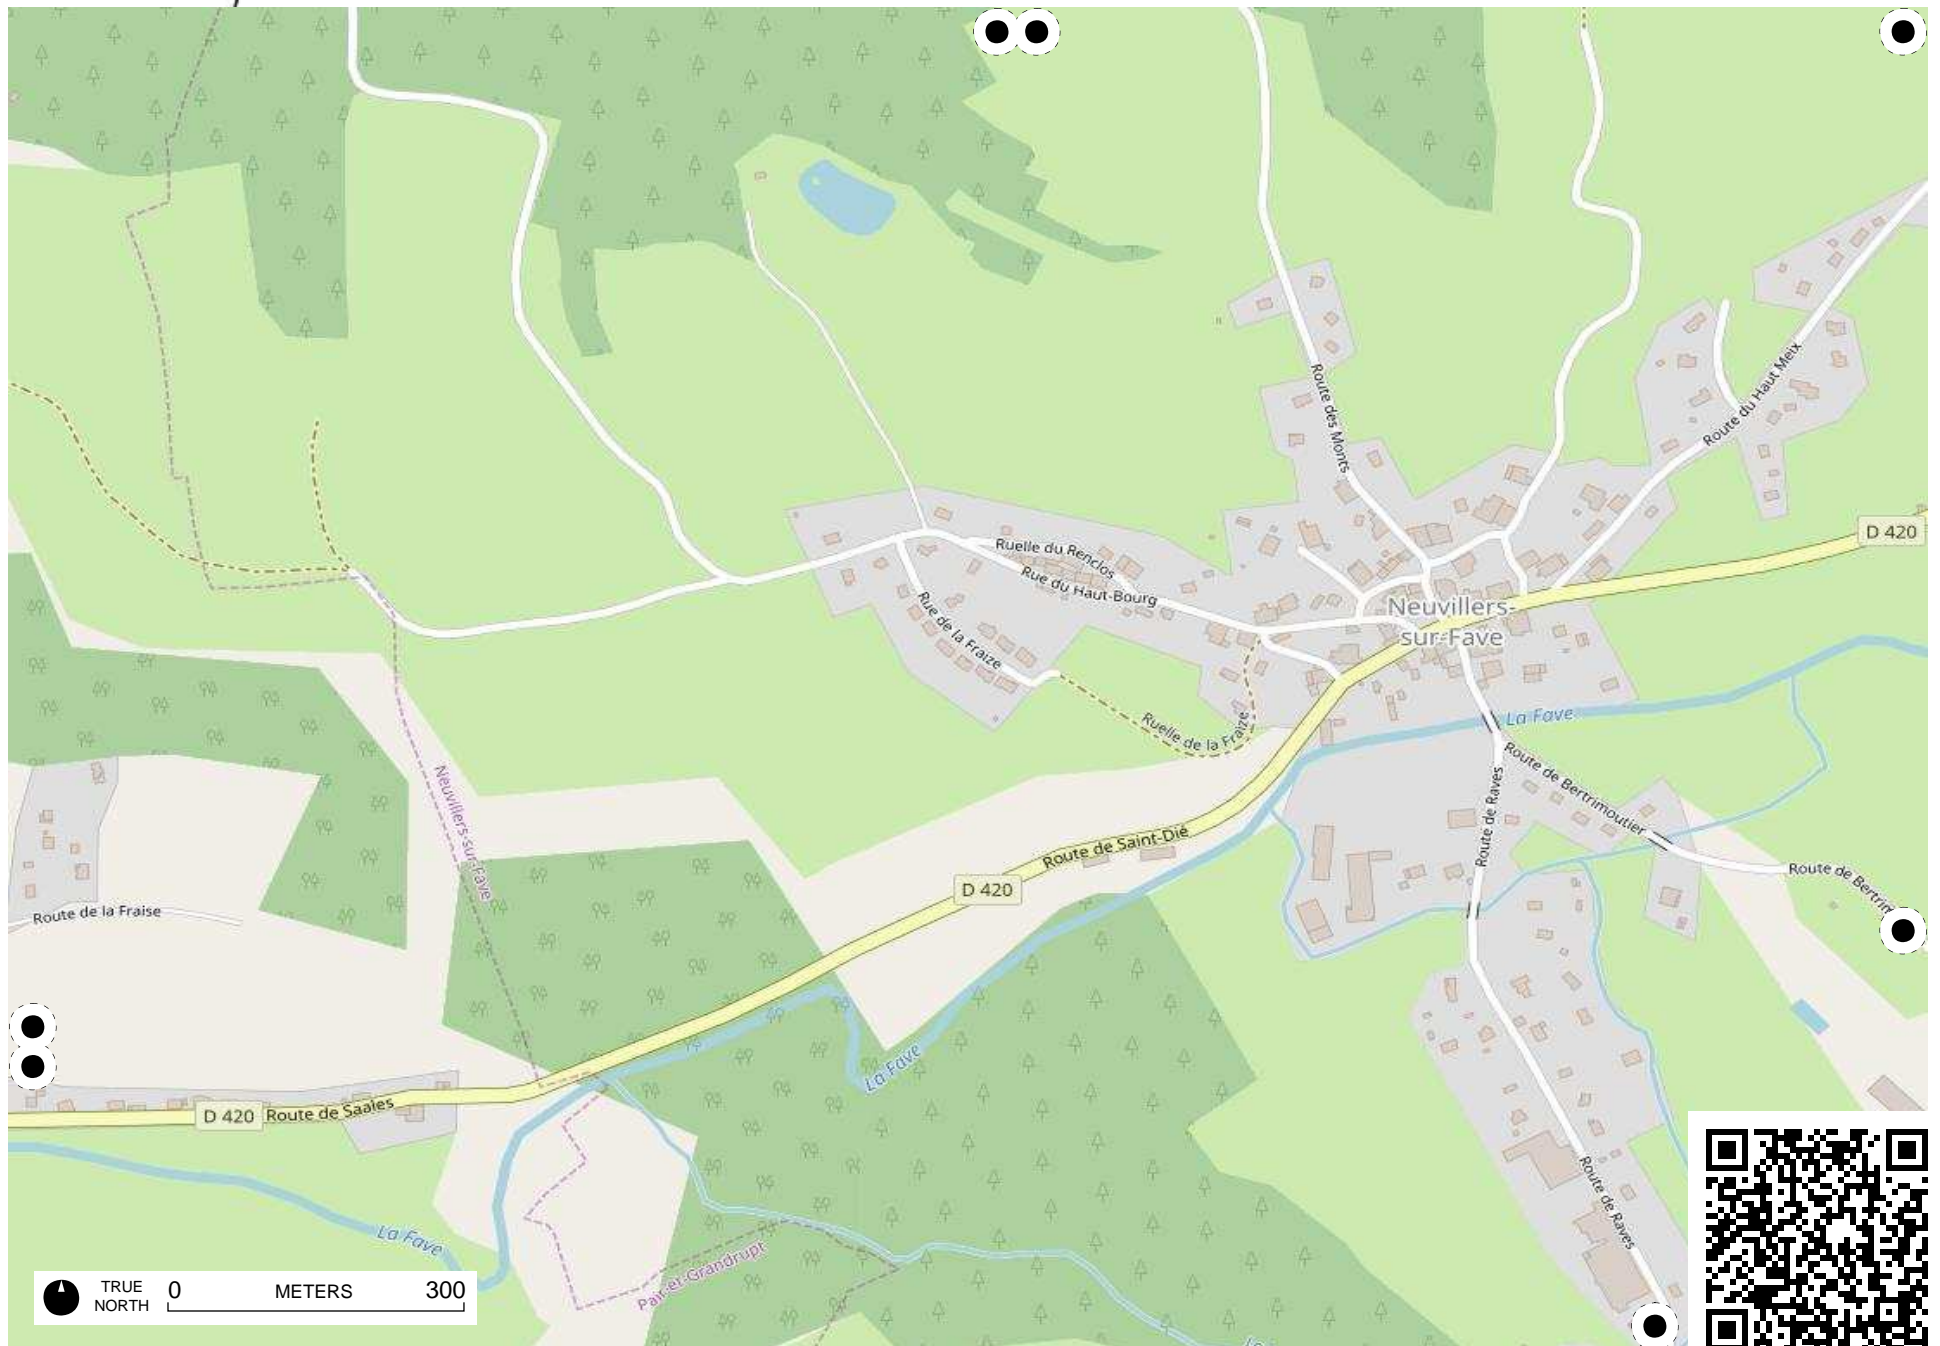 Route des Monts
Route du Haut Meix
D 420
Ruelle du Renclos
Rue du Haut-Bourg
Rue de la Fraize
Neuvillers-
sur-Fave
Ruelle de la Fraize
La Fave
Route de Bertrimoutier
Route de Raves
Neuvillers-sur-Fave
Route de Saint-Dié
D 420
Route de Bertrim
Route de la Fraise
La Fave
D 420
Route de Saales
Route de Raves
La Fave
Pair-et-Grandrupt
TRUE
NORTH
0 METERS 300